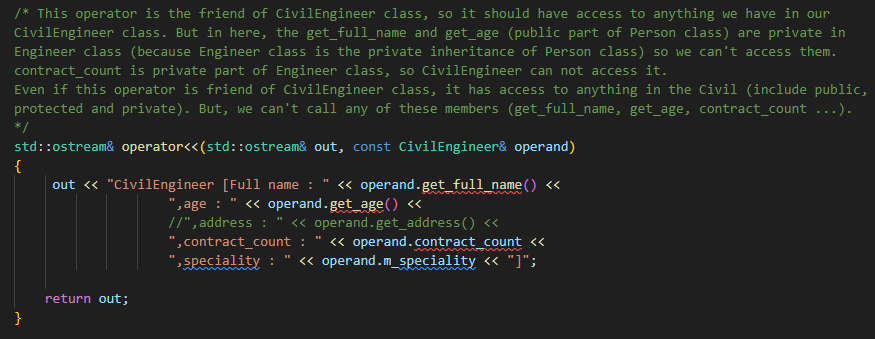 /* This operator is the friend of CivilEngineer class, so it should have access to anything we have in our
CivilEngineer class. But in here, the get_full_name and get_age (public part of Person class) are private in
Engineer class (because Engineer class is the private inheritance of Person class) so we can't access them.
contract_count is private part of Engineer class, so CivilEngineer can not access it.
Even if this operator is friend of CivilEngineer class, it has access to anything in the Civil (include public,
protected and private). But, we can't call any of these members (get_full_name, get_age, contract_count ...).
*/
std::ostream& operator<<(std::ostream& out, const CivilEngineer& operand)
{
out << "CivilEngineer [Full name : " << operand.get_full_name() <<
",age : " << operand.get_age() <<
//",address : " << operand.get_address() <<
",contract_count : " << operand.contract_count <<
",speciality : " << operand.m_speciality << "]";
return out;
}